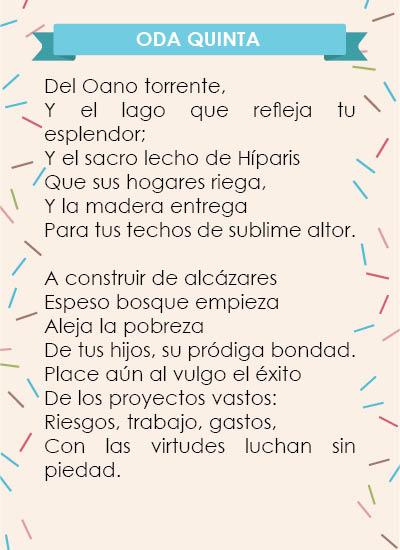 ODA QUINTA
Del Oano torrente,
Y el lago que refleja tu
esplendor;
Y el sacro lecho de Híparis
Que sus hogares riega,
Y la madera entrega
Para tus techos de sublime altor.
A construir de alcázares
Espeso bosque empieza
Aleja la pobreza
De tus hijos, su pródiga bondad.
Place aún al vulgo el éxito
De los proyectos vastos:
Riesgos, trabajo, gastos,
Con las virtudes luchan sin
piedad.